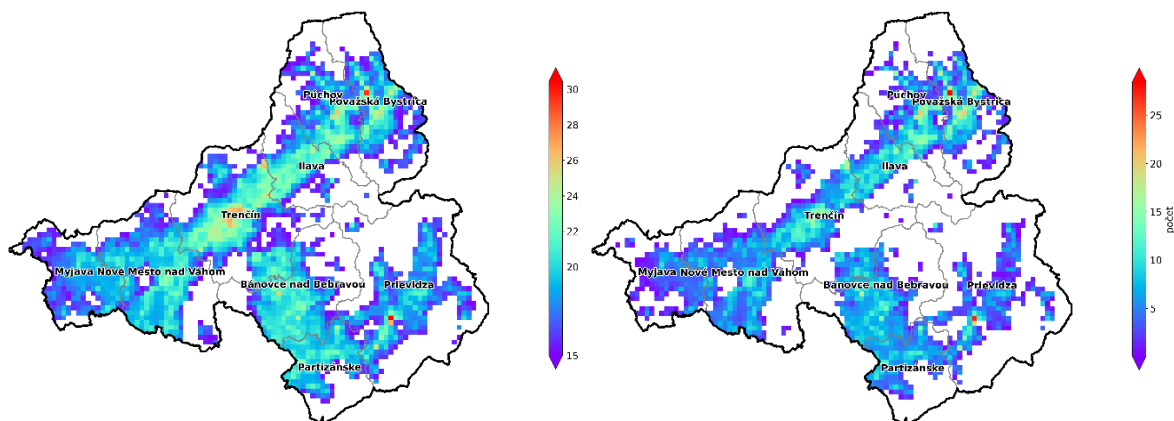 Púchov
Považská Bystrica
Ilava
Trenčín
Myjava Nové Mesto nad Váhom
Bánovce nad Bebravou
Prievidza
Partizánske
30
28
26
24
22
20
15
Púchov
Považská Bystrica
Ilava
Trenčín
Myjava Nové Mesto nad Váhom
Bánovce nad Bebravou
Prievidza
Partizánske
25
20
15
10
5
počet